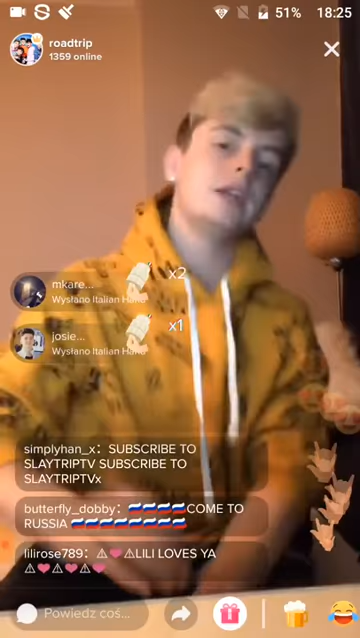 51% 18:25
roadtrip
1359 online
mkare... x2
Wysłano Italian Hand
josie... x1
Wysłano Italian Hand
simplyhan_x: SUBSCRIBE TO
SLAYTRIPTV SUBSCRIBE TO
SLAYTRIPTVx
butterfly_dobby: 🇷🇺🇷🇺🇷🇺🇷🇺COME TO
RUSSIA 🇷🇺🇷🇺🇷🇺🇷🇺🇷🇺🇷🇺🇷🇺🇷🇺
lilirose789: ⚠❤⚠LILI LOVES YA
⚠❤⚠❤⚠❤
Powiedz coś...